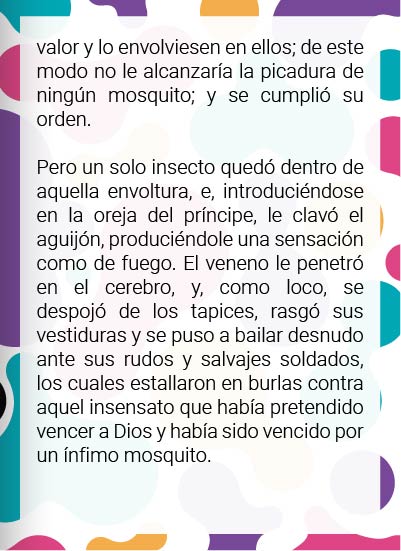 valor y lo envolviesen en ellos; de este
modo no le alcanzaría la picadura de
ningún mosquito; y se cumplió su
orden.

Pero un solo insecto quedó dentro de
aquella envoltura, e, introduciéndose
en la oreja del príncipe, le clavó el
aguijón, produciéndole una sensación
como de fuego. El veneno le penetró
en el cerebro, y, como loco, se
despojó de los tapices, rasgó sus
vestiduras y se puso a bailar desnudo
ante sus rudos y salvajes soldados,
los cuales estallaron en burlas contra
aquel insensato que había pretendido
vencer a Dios y había sido vencido por
un ínfimo mosquito.